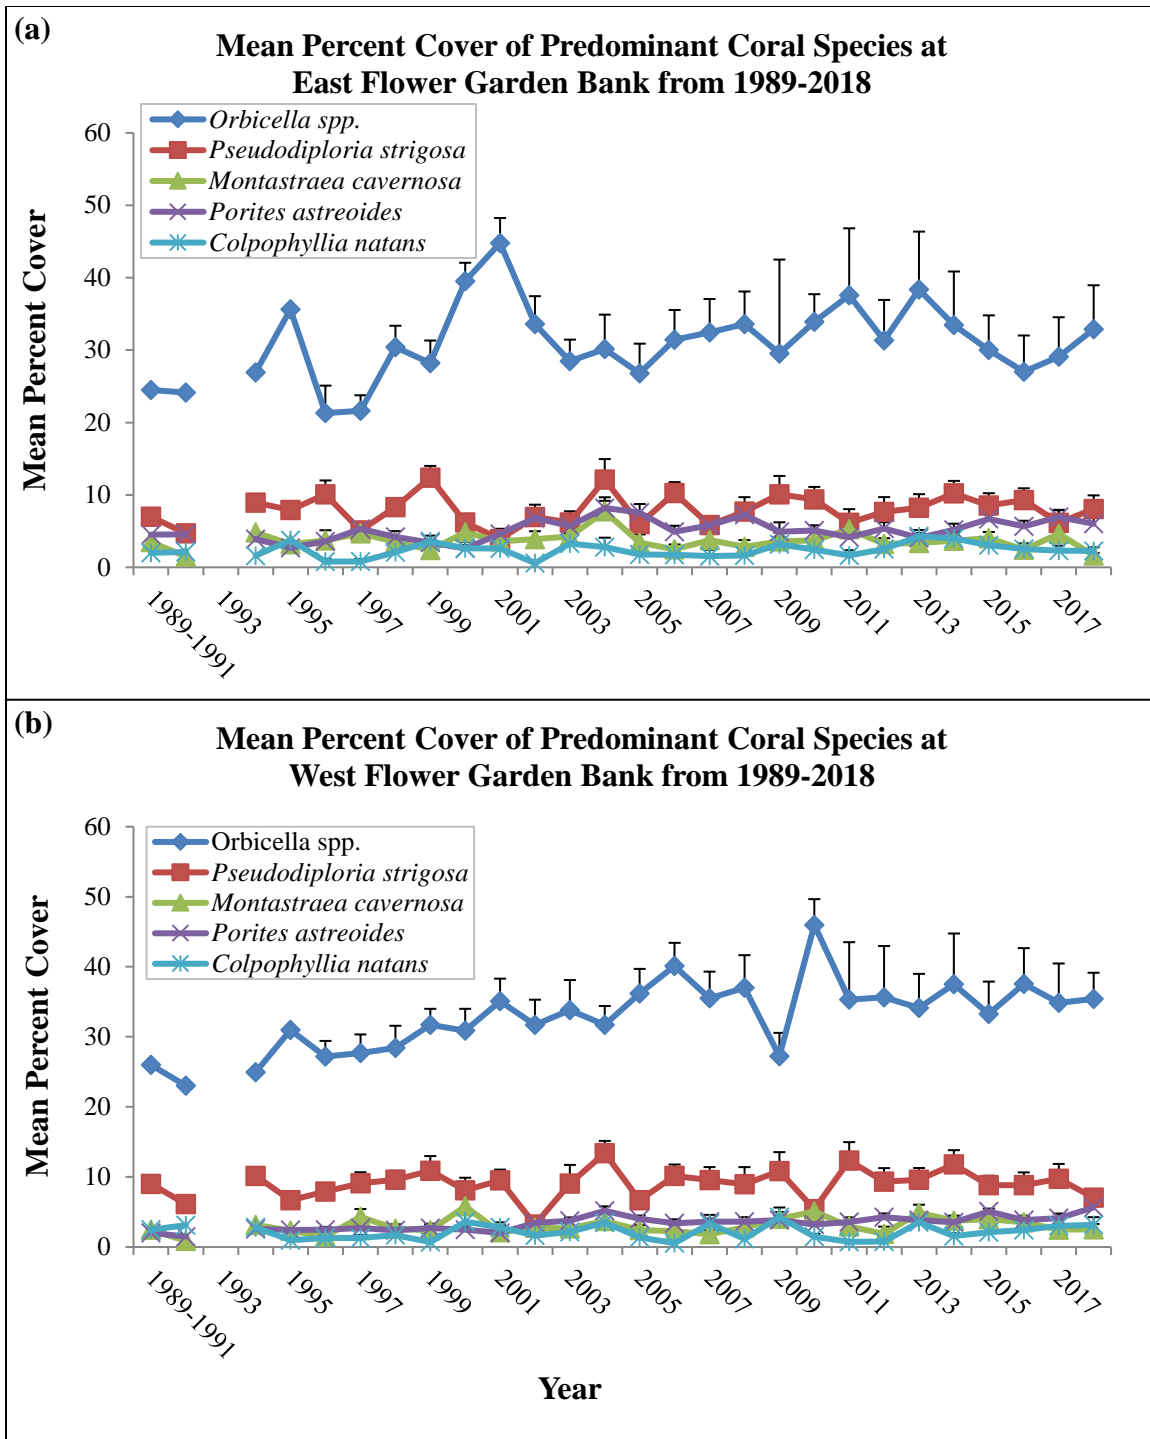 (a)
Mean Percent Cover of Predominant Coral Species at
East Flower Garden Bank from 1989-2018
Orbicella spp.
Pseudodiploria strigosa
Montastraea cavernosa
Porites astreoides
Colpophyllia natans
Mean Percent Cover
60
50
40
30
20
10
0
1989-1991
1993
1995
1997
1999
2001
2003
2005
2007
2009
2011
2013
2015
2017
(b)
Mean Percent Cover of Predominant Coral Species at
West Flower Garden Bank from 1989-2018
Orbicella spp.
Pseudodiploria strigosa
Montastraea cavernosa
Porites astreoides
Colpophyllia natans
Mean Percent Cover
60
50
40
30
20
10
0
1989-1991
1993
1995
1997
1999
2001
2003
2005
2007
2009
2011
2013
2015
2017
Year